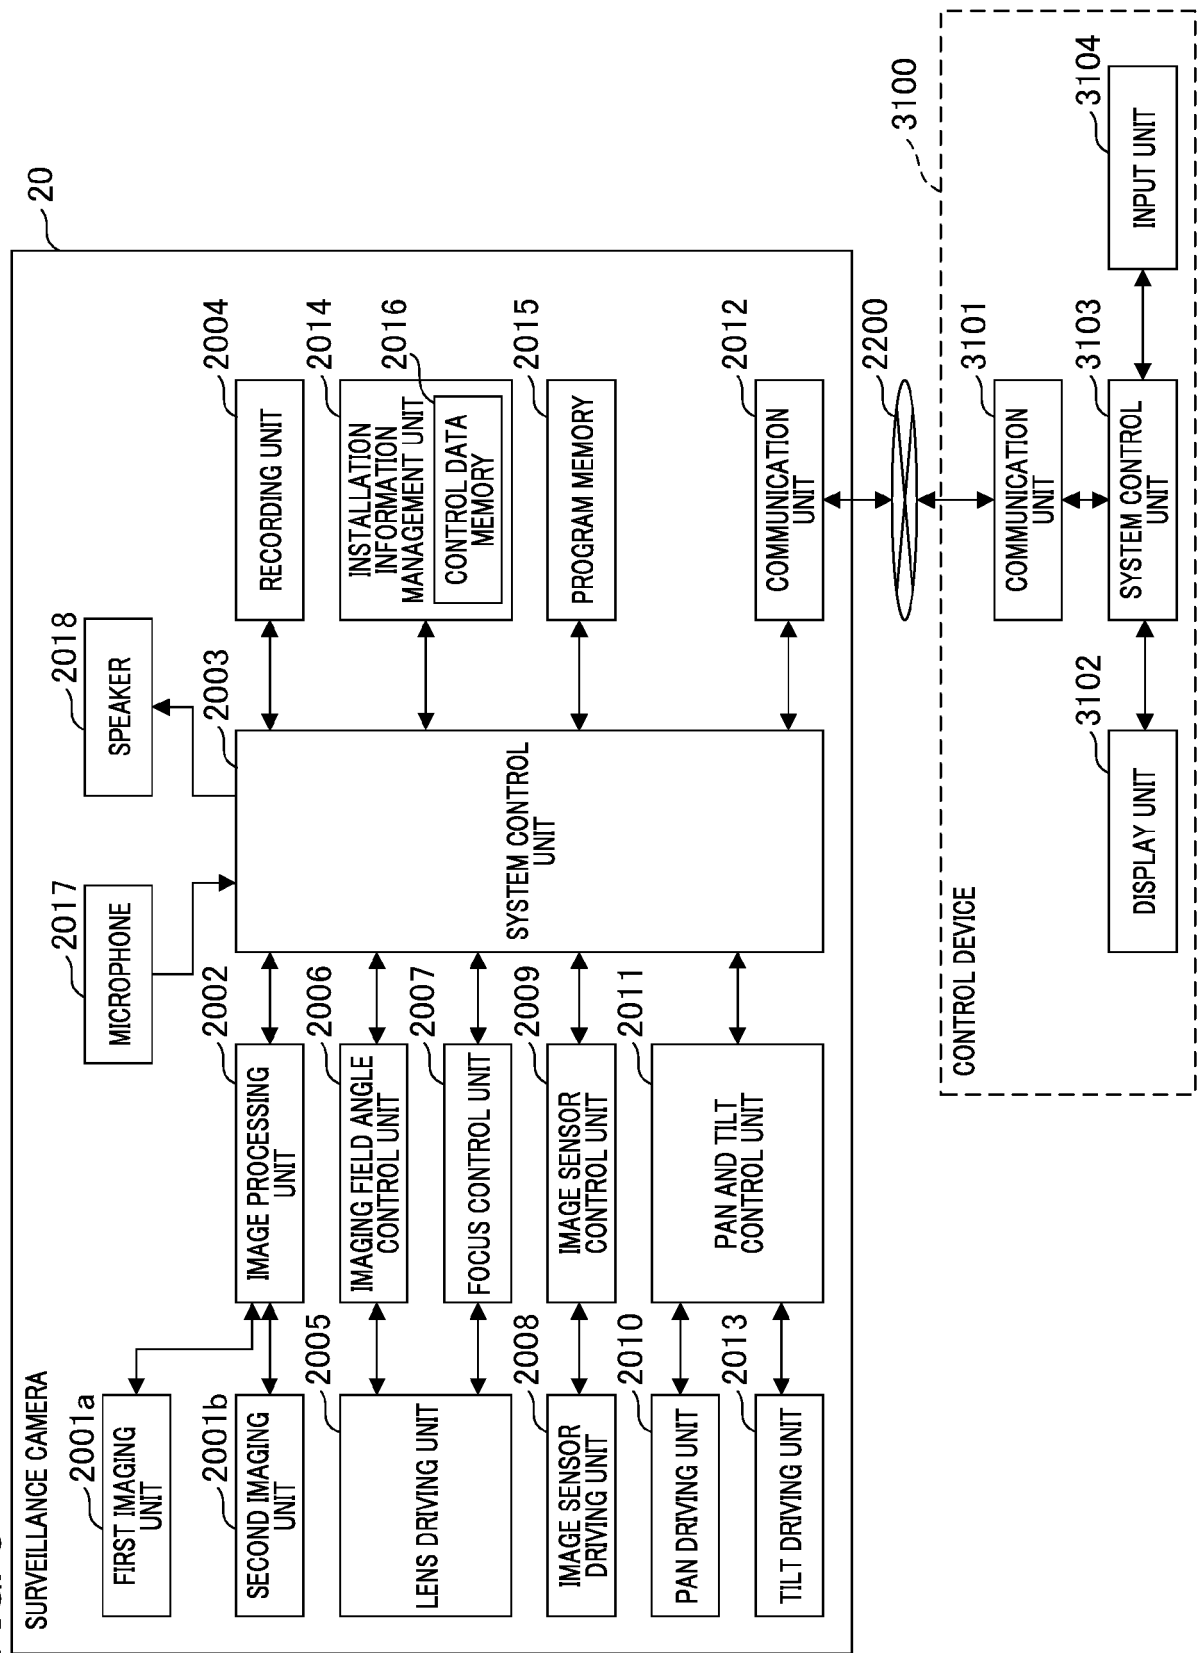 SURVEILLANCE CAMERA
20
FIRST IMAGING
UNIT
2001a
SECOND IMAGING
UNIT
2001b
LENS DRIVING UNIT
2005
IMAGE SENSOR
DRIVING UNIT
2008
PAN DRIVING UNIT
2010
TILT DRIVING UNIT
2013
MICROPHONE
2017
SPEAKER
2018
IMAGE PROCESSING
UNIT
2002
IMAGING FIELD ANGLE
CONTROL UNIT
2006
FOCUS CONTROL UNIT
2007
IMAGE SENSOR
CONTROL UNIT
2009
PAN AND TILT
CONTROL UNIT
2011
SYSTEM CONTROL
UNIT
2003
RECORDING UNIT
2004
INSTALLATION
INFORMATION
MANAGEMENT UNIT
2014
CONTROL DATA
MEMORY
2016
PROGRAM MEMORY
2015
COMMUNICATION
UNIT
2012
2200
CONTROL DEVICE
3100
COMMUNICATION
UNIT
3101
DISPLAY UNIT
3102
SYSTEM CONTROL
UNIT
3103
INPUT UNIT
3104